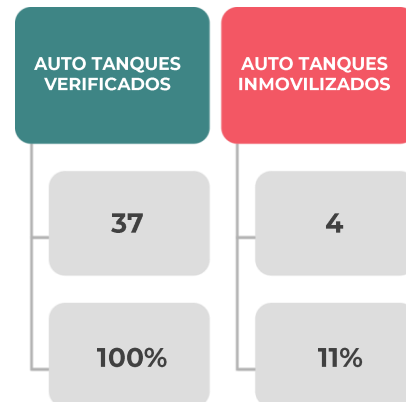 AUTO TANQUES
VERIFICADOS
37
100%
AUTO TANQUES
INMOVILIZADOS
4
11%